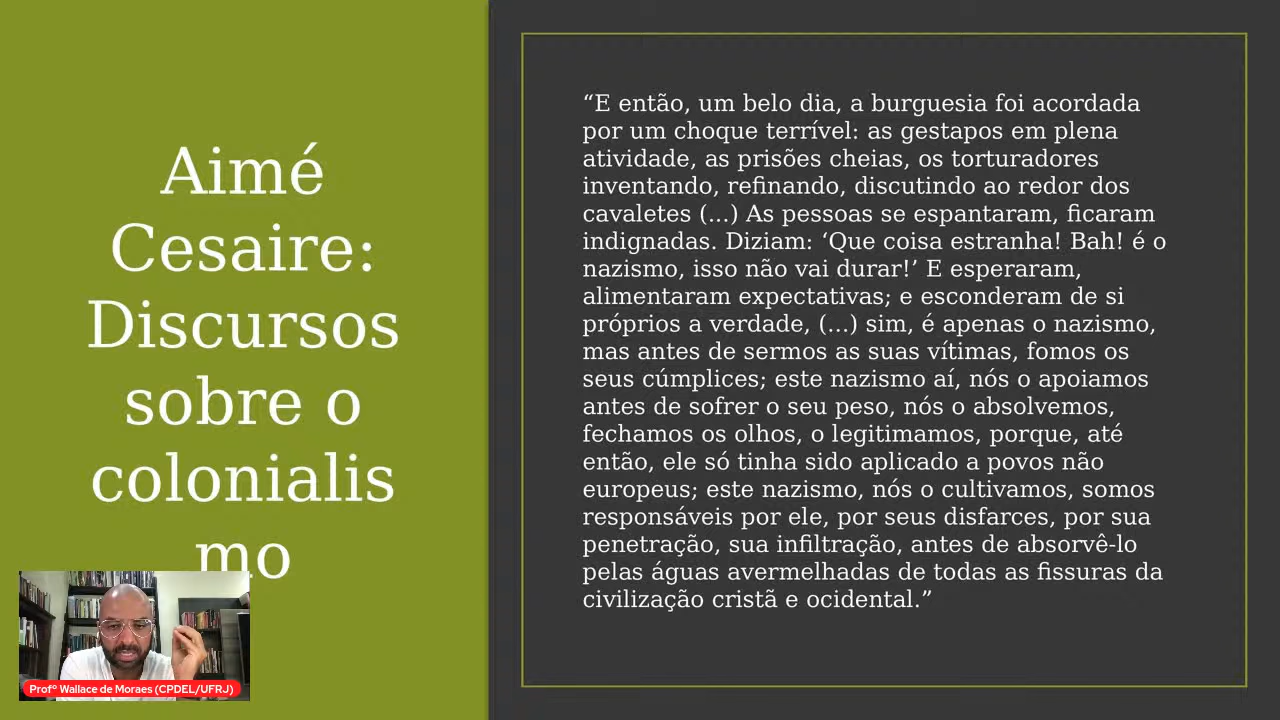 Aimé
Cesaire:
Discursos
sobre o
colonialis
mo
“E então, um belo dia, a burguesia foi acordada
por um choque terrível: as gestapos em plena
atividade, as prisões cheias, os torturadores
inventando, refinando, discutindo ao redor dos
cavaletes (...) As pessoas se espantaram, ficaram
indignadas. Diziam: ‘Que coisa estranha! Bah! é o
nazismo, isso não vai durar!’ E esperaram,
alimentaram expectativas; e esconderam de si
próprios a verdade, (...) sim, é apenas o nazismo,
mas antes de sermos as suas vítimas, fomos os
seus cúmplices; este nazismo aí, nós o apoiamos
antes de sofrer o seu peso, nós o absolvemos,
fechamos os olhos, o legitimamos, porque, até
então, ele só tinha sido aplicado a povos não
europeus; este nazismo, nós o cultivamos, somos
responsáveis por ele, por seus disfarces, por sua
penetração, sua infiltração, antes de absorvê-lo
pelas águas avermelhadas de todas as fissuras da
civilização cristã e ocidental.”
Profº Wallace de Moraes (CPDEL/UFRJ)